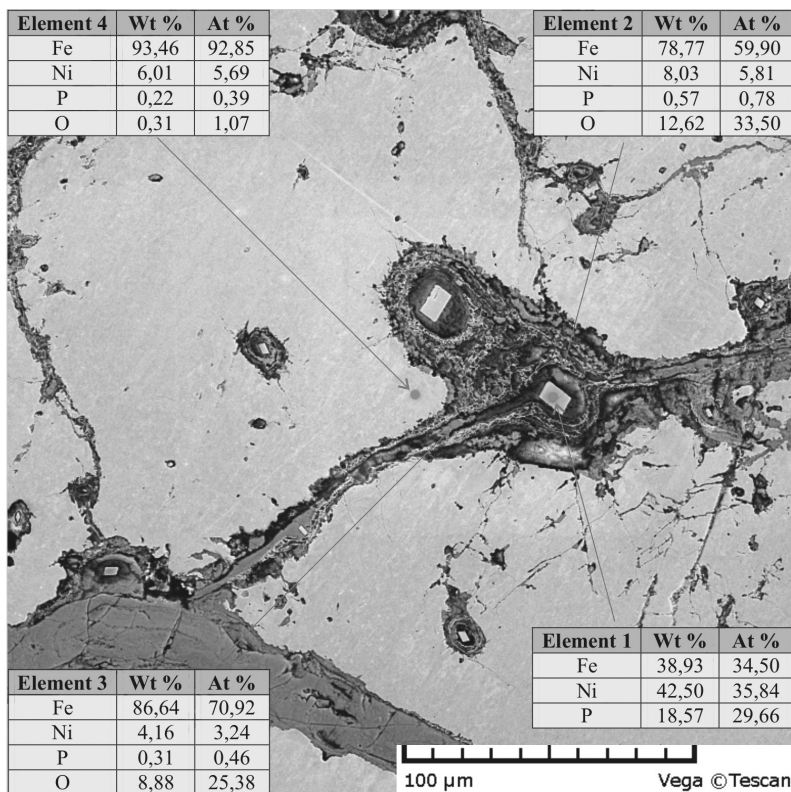 Element 4 Wt % At %
Fe 93,46 92,85
Ni 6,01 5,69
P 0,22 0,39
O 0,31 1,07
Element 2 Wt % At %
Fe 78,77 59,90
Ni 8,03 5,81
P 0,57 0,78
O 12,62 33,50
Element 1 Wt % At %
Fe 38,93 34,50
Ni 42,50 35,84
P 18,57 29,66
Element 3 Wt % At %
Fe 86,64 70,92
Ni 4,16 3,24
P 0,31 0,46
O 8,88 25,38
100 µm Vega ©Tescan